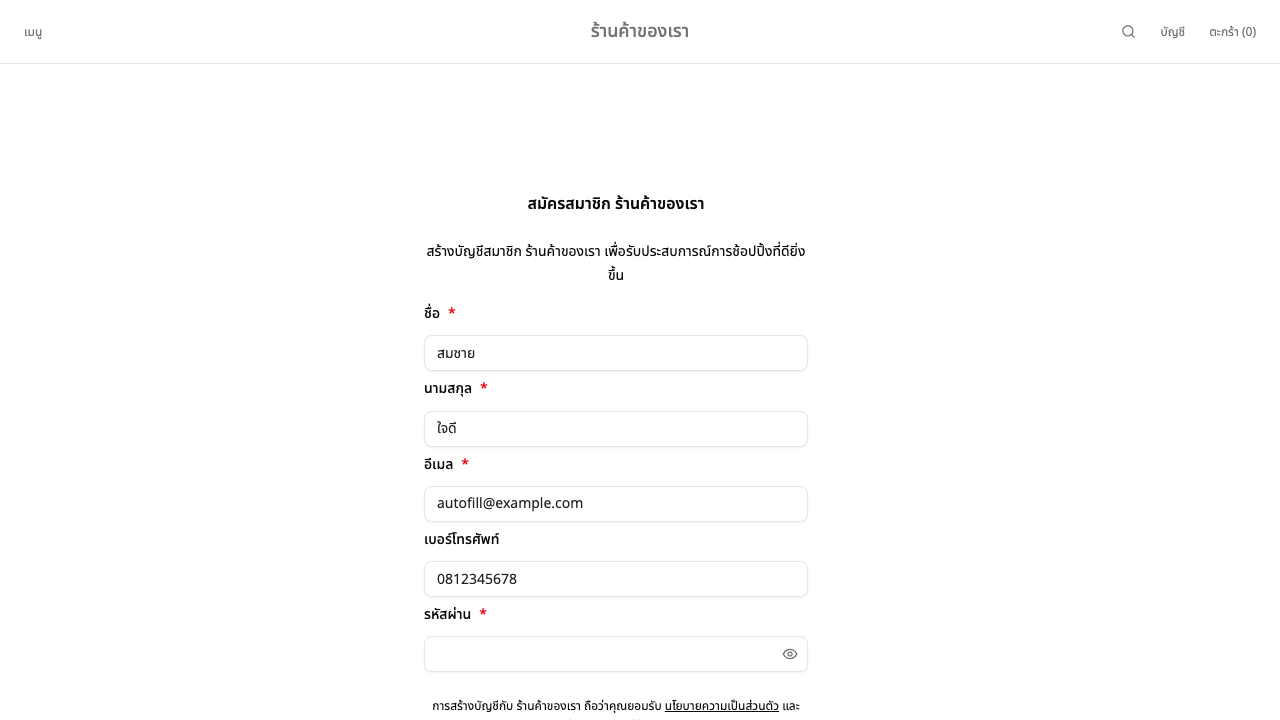 เมนู
ร้านค้าของเรา
บัญชี
ตะกร้า (0)
สมัครสมาชิก ร้านค้าของเรา
สร้างบัญชีสมาชิก ร้านค้าของเรา เพื่อรับประสบการณ์การช้อปปิ้งที่ดียิ่ง
ขึ้น
ชื่อ *
สมชาย
นามสกุล *
ใจดี
อีเมล *
autofill@example.com
เบอร์โทรศัพท์
0812345678
รหัสผ่าน *
การสร้างบัญชีกับ ร้านค้าของเรา ถือว่าคุณยอมรับ นโยบายความเป็นส่วนตัว และ